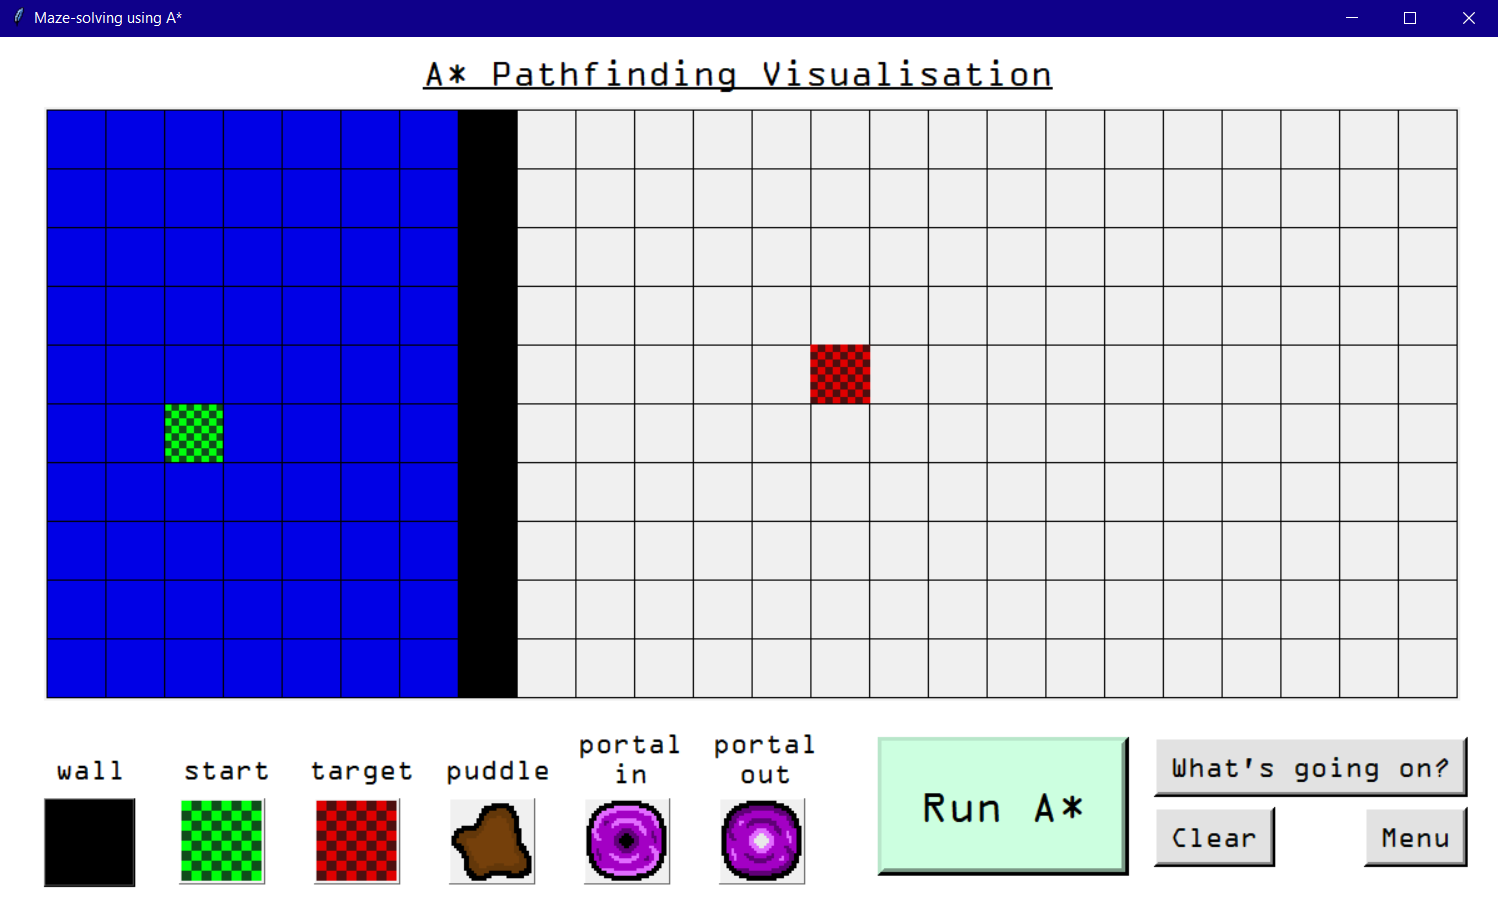 Maze-solving using A*
A* Pathfinding Visualisation
wall
start
target
puddle
portal
in
portal
out
Run A*
What's going on?
Clear
Menu